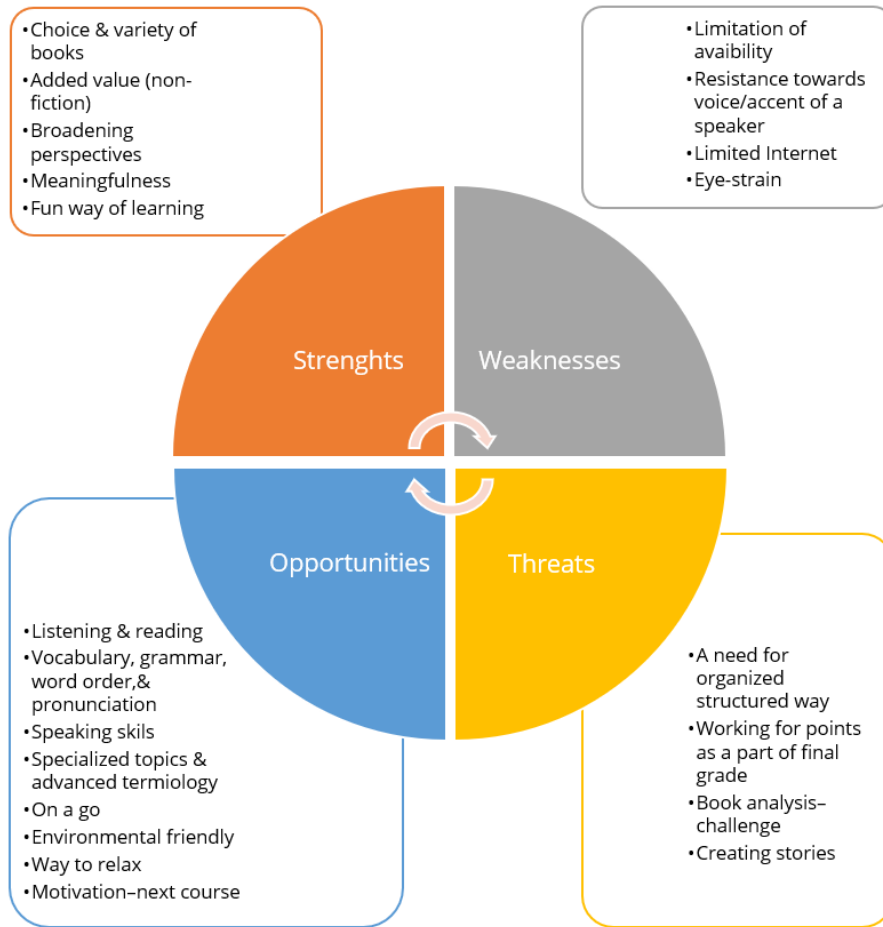 •Choice & variety of
books
•Added value (non-
fiction)
•Broadening
perspectives
•Meaningfulness
•Fun way of learning
•Limitation of
avaibility
•Resistance towards
voice/accent of a
speaker
•Limited Internet
•Eye-strain
Strenghts
Weaknesses
Opportunities
Threats
•Listening & reading
•Vocabulary, grammar,
word order,&
pronunciation
•Speaking skils
•Specialized topics &
advanced termiology
•On a go
•Environmental friendly
•Way to relax
•Motivation–next course
•A need for
organized
structured way
•Working for points
as a part of final
grade
•Book analysis–
challenge
•Creating stories